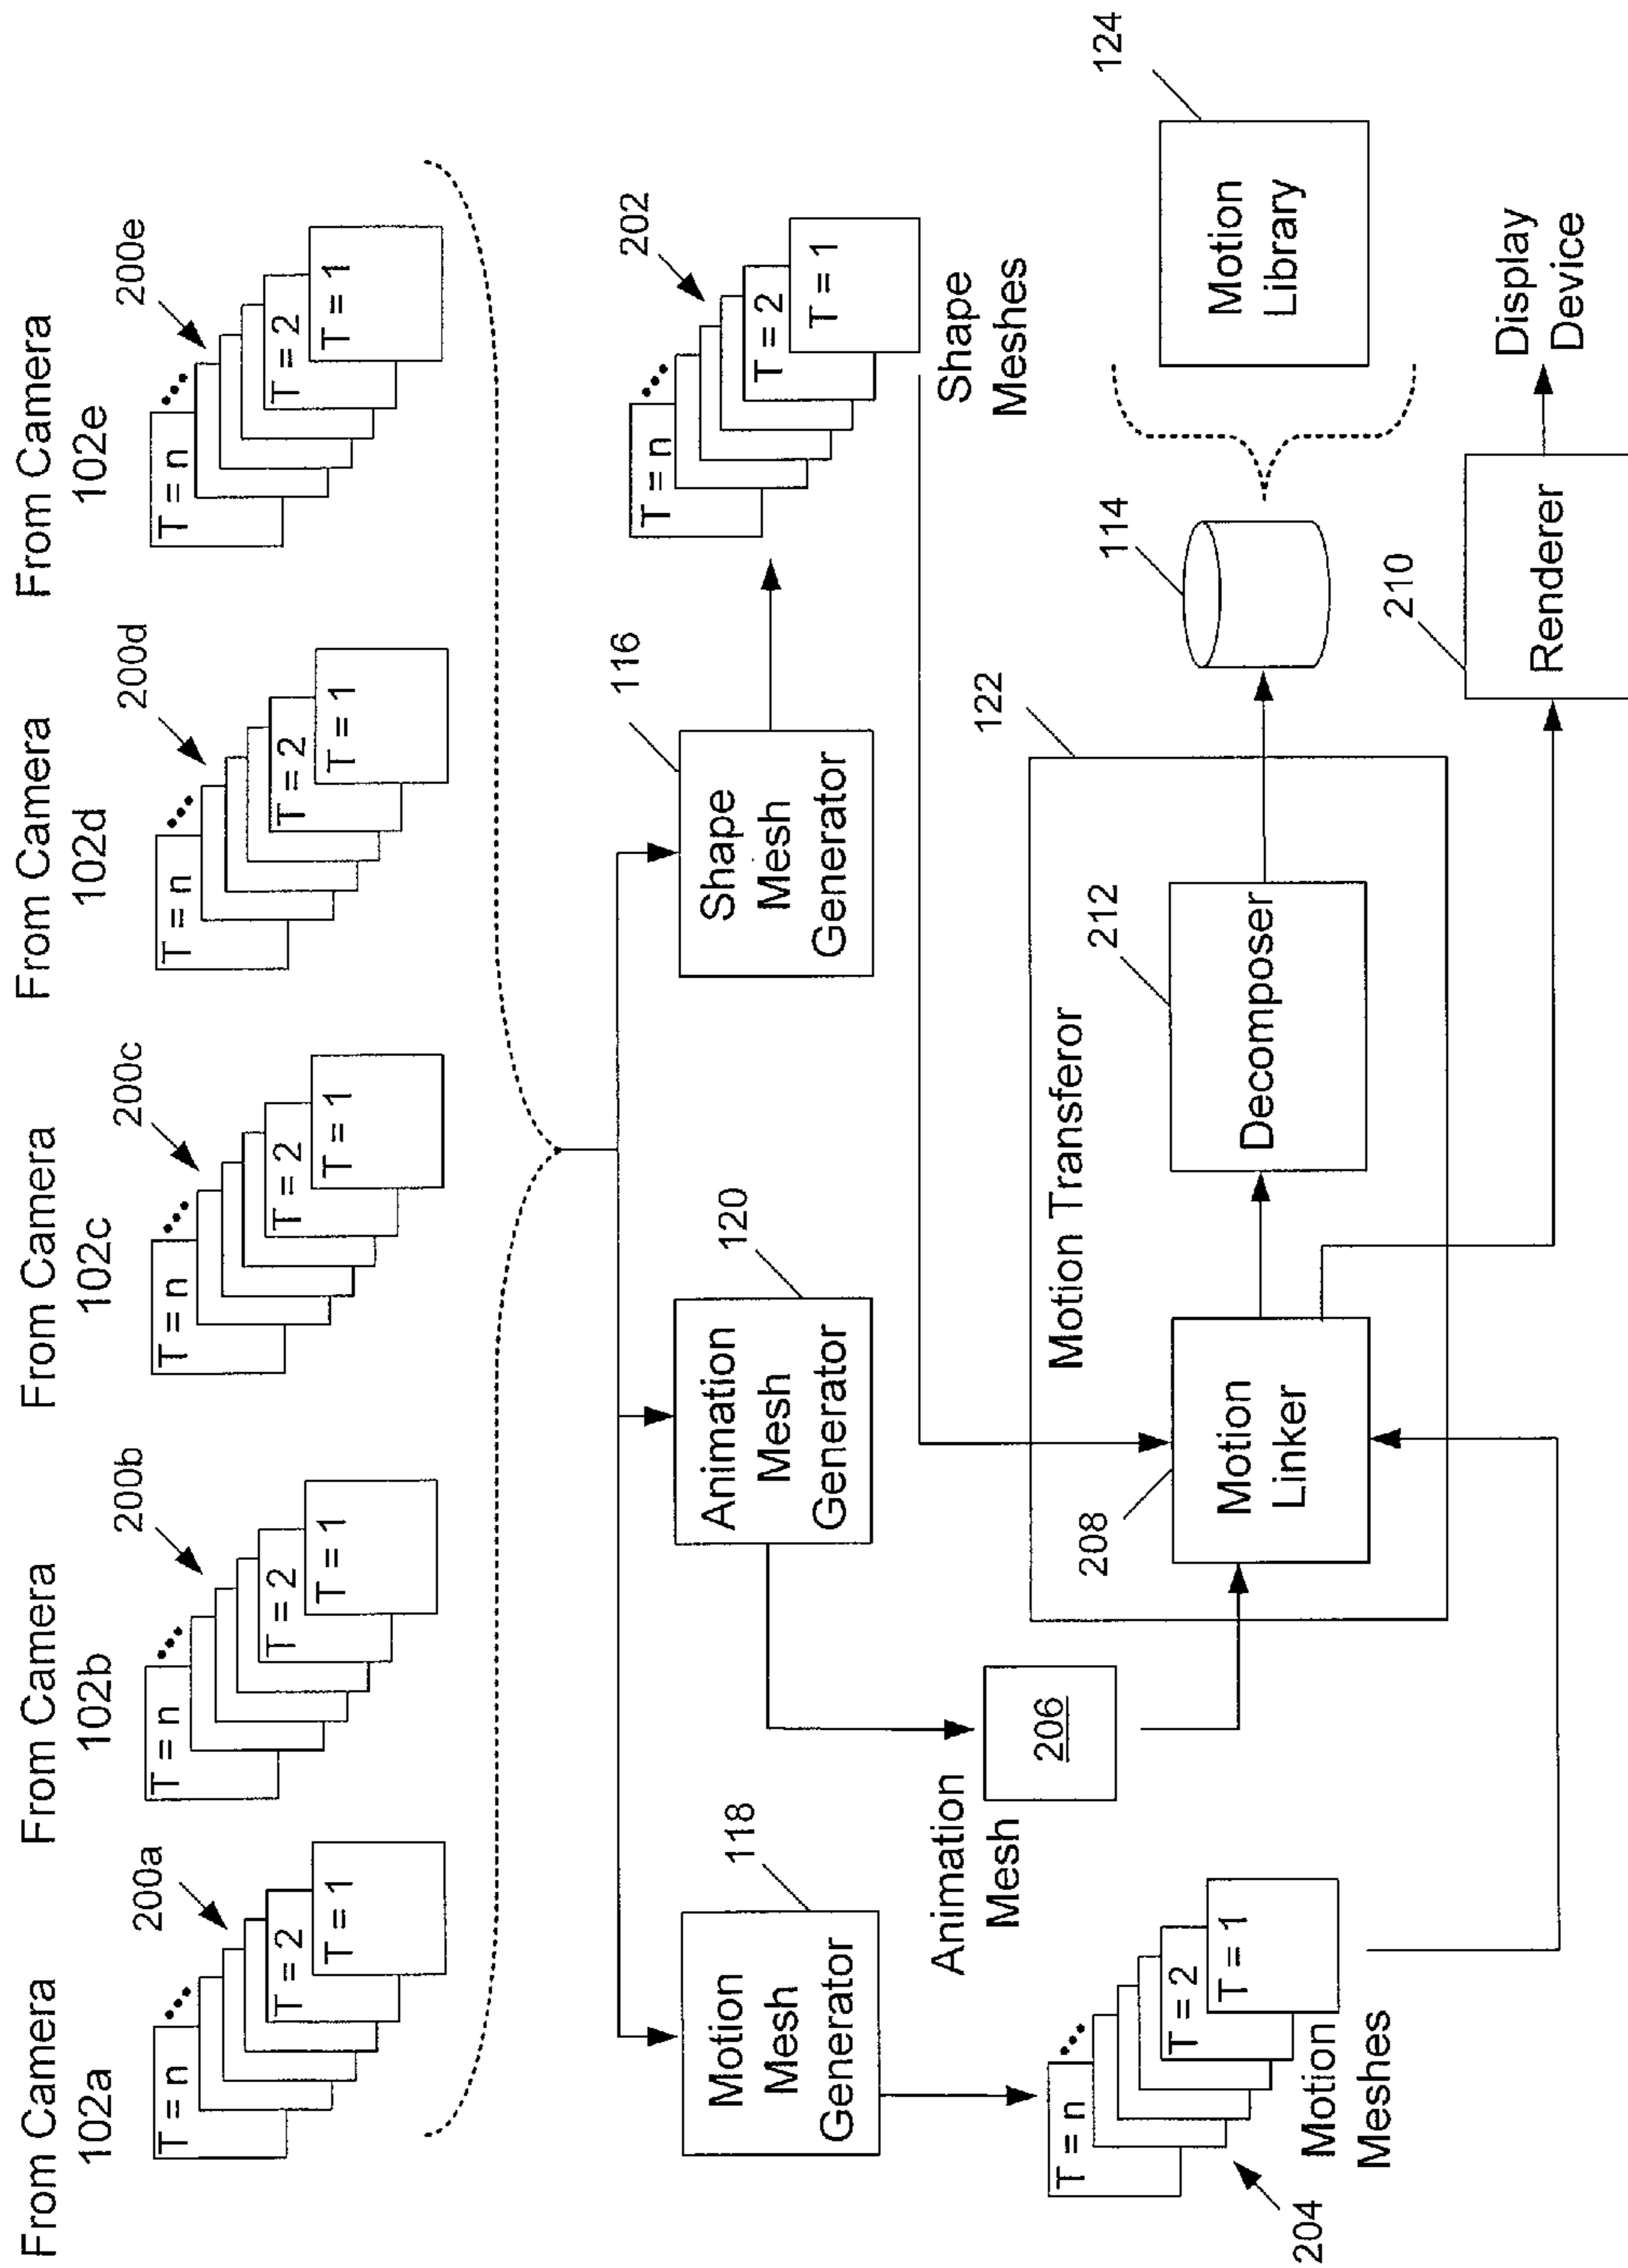 From Camera
102a
From Camera
102b
From Camera
102c
From Camera
102d
From Camera
102e
200a
T = n
T = 2
T = 1
200b
T = n
T = 2
T = 1
200c
T = n
T = 2
T = 1
200d
T = n
T = 2
T = 1
200e
T = n
T = 2
T = 1
118
Motion
Mesh
Generator
120
Animation
Mesh
Generator
116
Shape
Mesh
Generator
202
T = n
T = 2
T = 1
Shape
Meshes
Animation
Mesh
206
204
T = n
T = 2
T = 1
Motion
Meshes
122
Motion Transferor
208
Motion
Linker
212
Decomposer
114
124
Motion
Library
210
Renderer
Display
Device